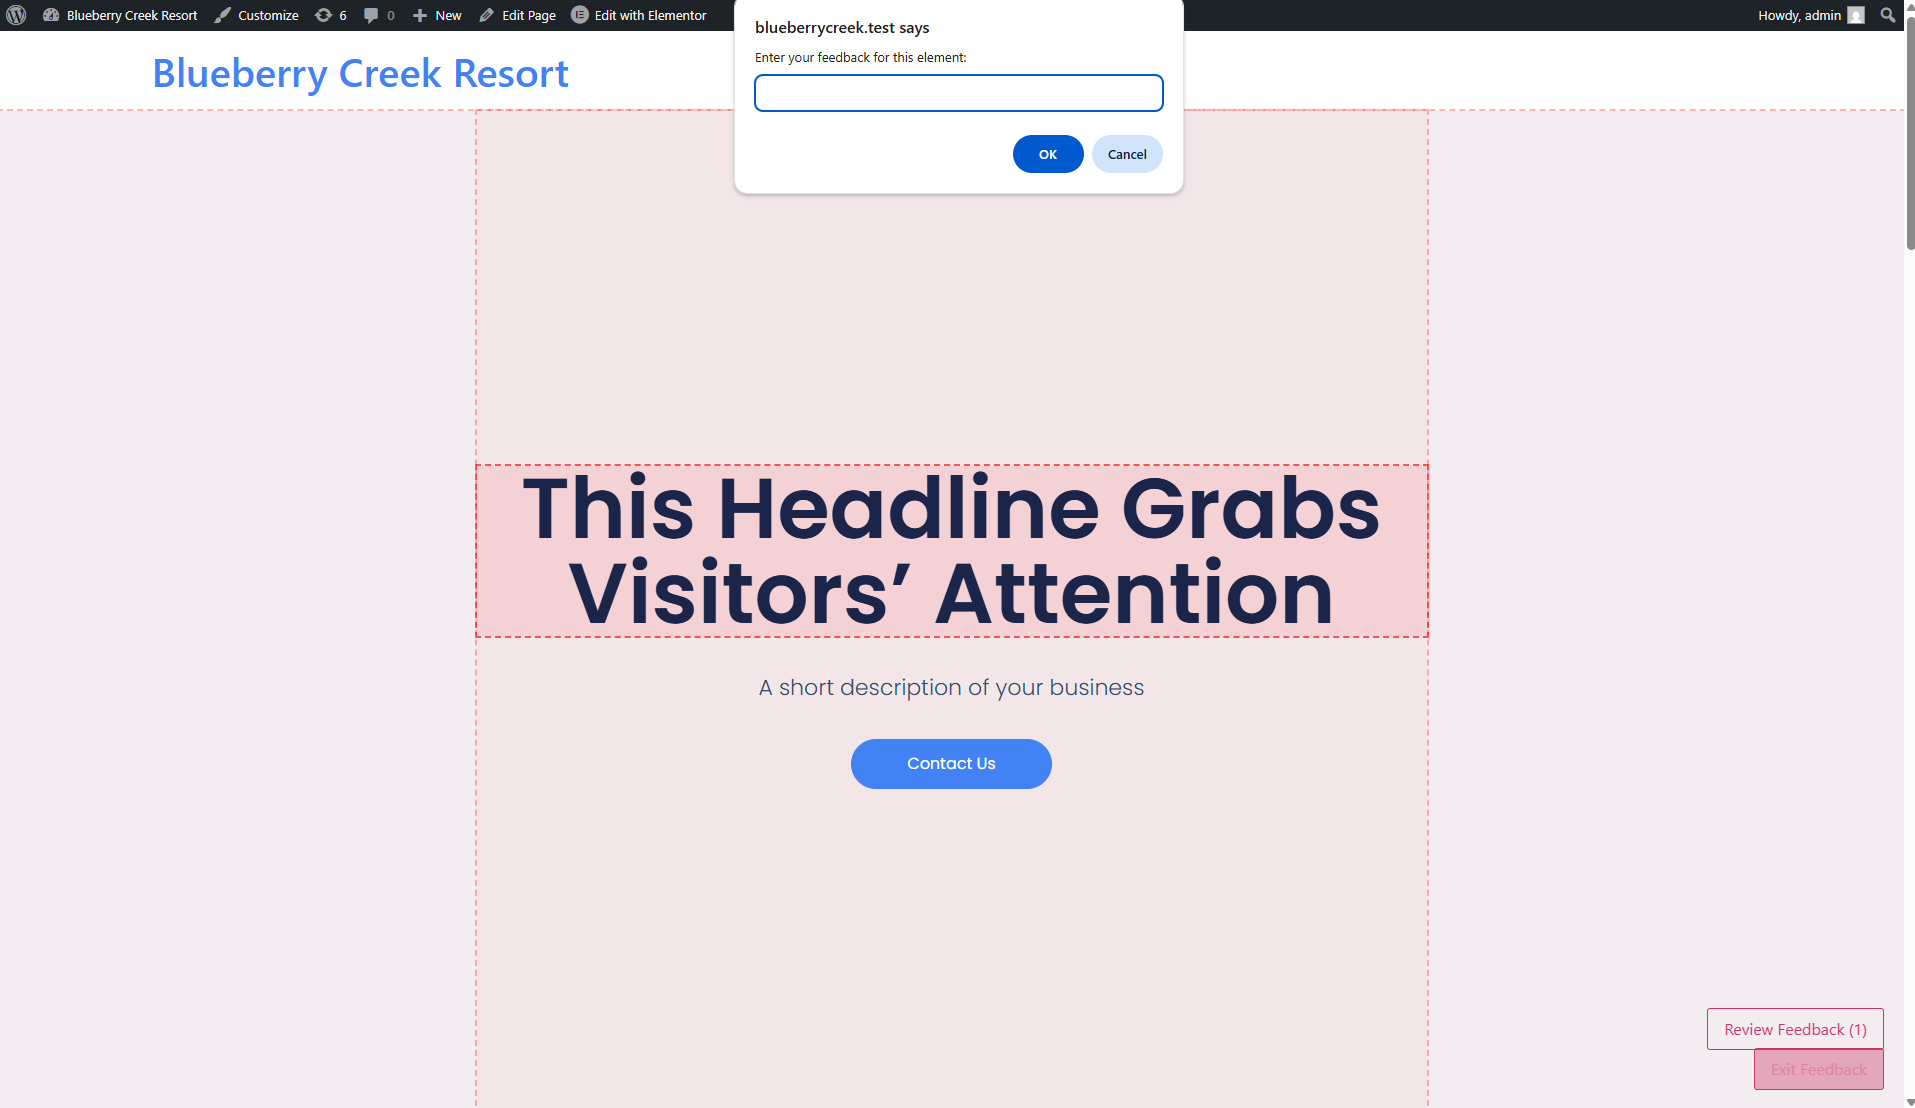 Blueberry Creek Resort Customize 6 0 New Edit Page Edit with Elementor Howdy, admin
blueberrycreek.test says
Enter your feedback for this element:
OK Cancel
Blueberry Creek Resort
This Headline Grabs
Visitors’ Attention
A short description of your business
Contact Us
Review Feedback (1)
Exit Feedback